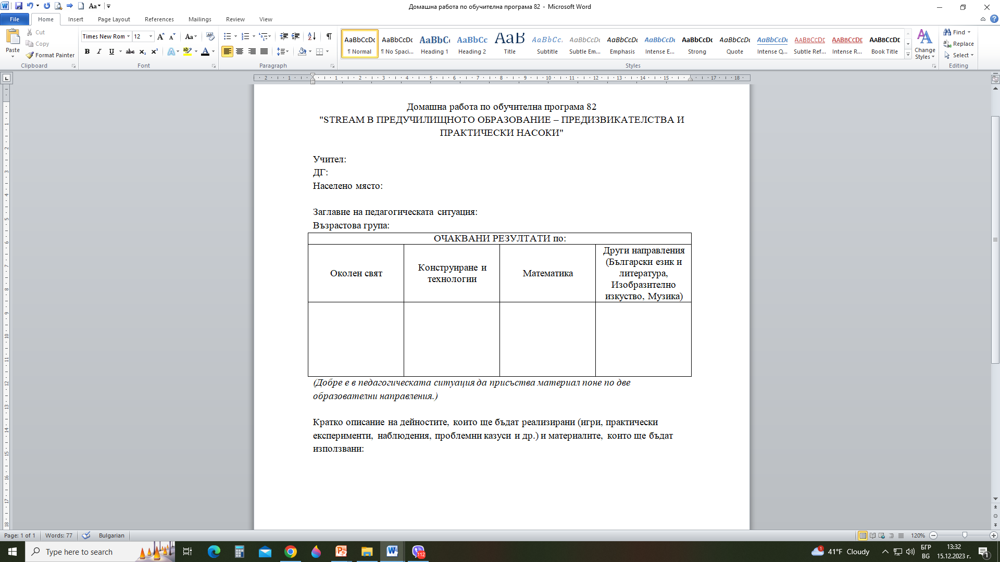 Домашна работа по обучителна програма 82 - Microsoft Word
File Home Insert Page Layout References Mailings Review View
Paste Cut Copy Format Painter Clipboard
Times New Rom 12 Font
Paragraph
AaBbCcDc ¶ Normal
AaBbCcDc ¶ No Spaci...
AaBbCc Heading 1
AaBbCc Heading 2
AaB Title
AaBbCc. Subtitle
AaBbCcDc Subtle Em...
AaBbCcDc Emphasis
AaBbCcDc Intense E...
AaBbCcDc Strong
AaBbCcDc Quote
AaBbCcDc Intense Q...
AABBCCDE Subtle Ref...
AABBCCDE Intense R...
AABBCCDE Book Title
Change Styles
Styles
Find Replace Select Editing
Домашна работа по обучителна програма 82
"STREAM В ПРЕДУЧИЛИЩНОТО ОБРАЗОВАНИЕ – ПРЕДИЗВИКАТЕЛСТВА И
ПРАКТИЧЕСКИ НАСОКИ"
Учител:
ДГ:
Населено място:
Заглавие на педагогическата ситуация:
Възрастова група:
ОЧАКВАНИ РЕЗУЛТАТИ по:
Околен свят
Конструиране и
технологии
Математика
Други направления
(Български език и
литература,
Изобразително
изкуство, Музика)
(Добре е в педагогическата ситуация да присъства материал поне по две
образователни направления.)
Кратко описание на дейностите, които ще бъдат реализирани (игри, практически
експерименти, наблюдения, проблемни казуси и др.) и материалите, които ще бъдат
използвани:
Page: 1 of 1 Words: 77 Bulgarian 120%
Type here to search
112
1
41°F Cloudy
БГР
BG
13:32
15.12.2023 г.
1